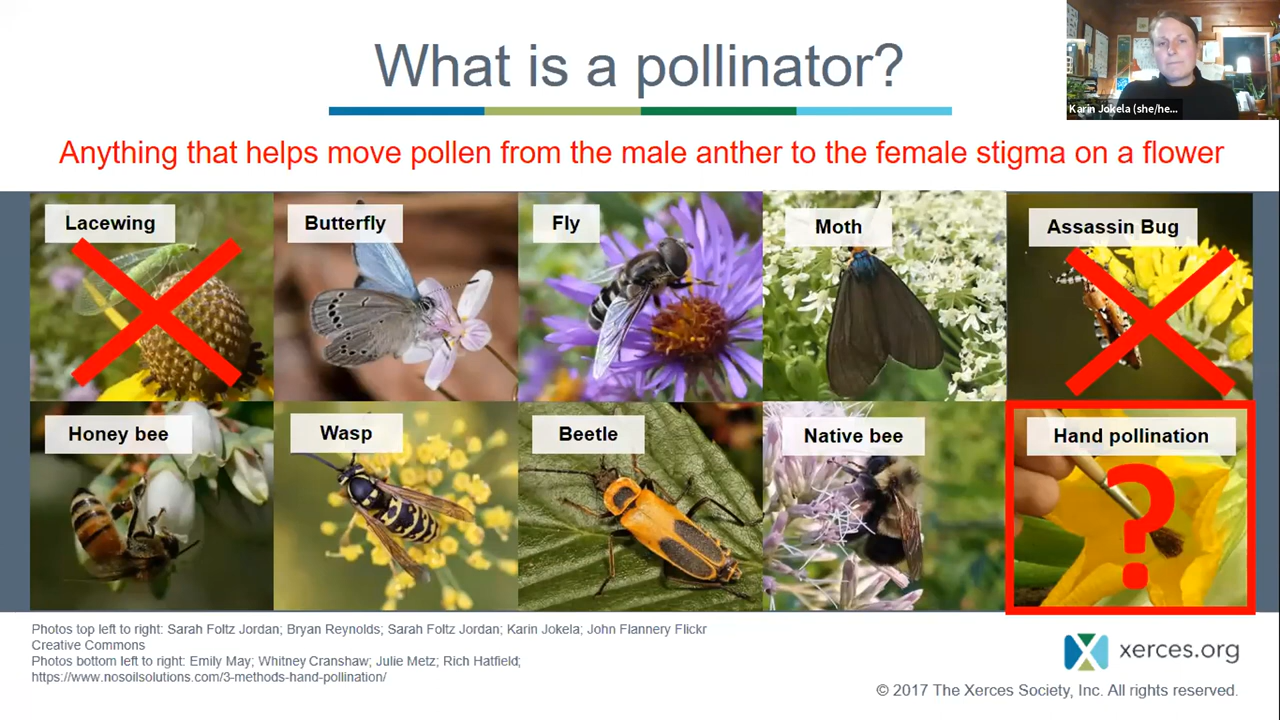 What is a pollinator?
Karin Jokela (she/he...
Anything that helps move pollen from the male anther to the female stigma on a flower
Lacewing
Butterfly
Fly
Moth
Assassin Bug
Honey bee
Wasp
Beetle
Native bee
Hand pollination
?
Photos top left to right: Sarah Foltz Jordan; Bryan Reynolds; Sarah Foltz Jordan; Karin Jokela; John Flannery Flickr
Creative Commons
Photos bottom left to right: Emily May; Whitney Cranshaw; Julie Metz; Rich Hatfield;
https://www.nosoilsolutions.com/3-methods-hand-pollination/
xerces.org
© 2017 The Xerces Society, Inc. All rights reserved.